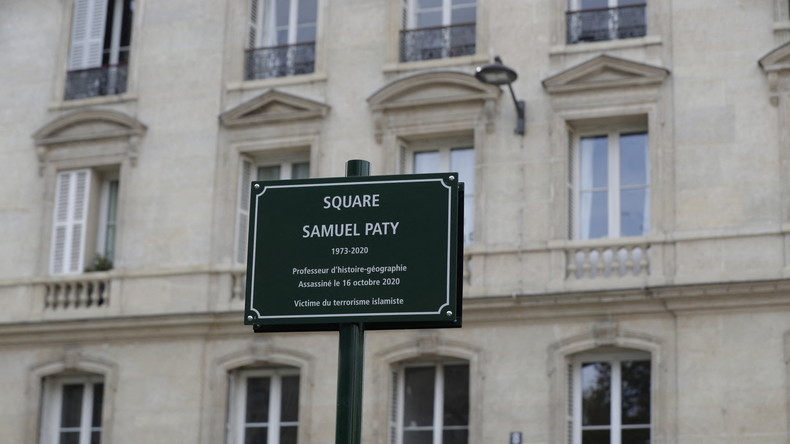 SQUARE
SAMUEL PATY
1973-2020
Professeur d'histoire-géographie
Assassiné le 16 octobre 2020
Victime du terrorisme islamiste